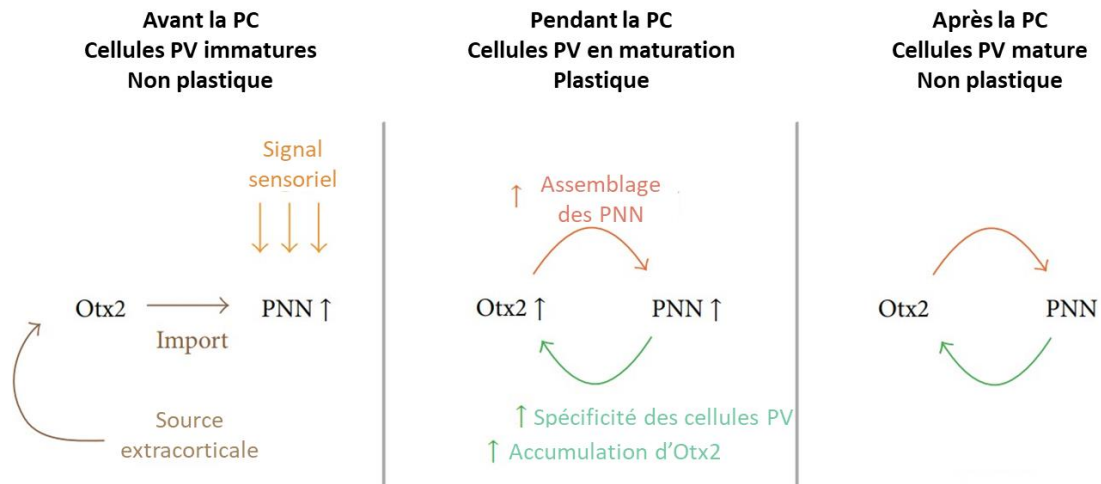 Avant la PC
Cellules PV immatures
Non plastique
Signal
sensoriel
Otx2
PNN ↑
Import
Source
extracorticale
Pendant la PC
Cellules PV en maturation
Plastique
↑ Assemblage
des PNN
Otx2 ↑
PNN ↑
↑ Spécificité des cellules PV
↑ Accumulation d'Otx2
Après la PC
Cellules PV mature
Non plastique
Otx2
PNN